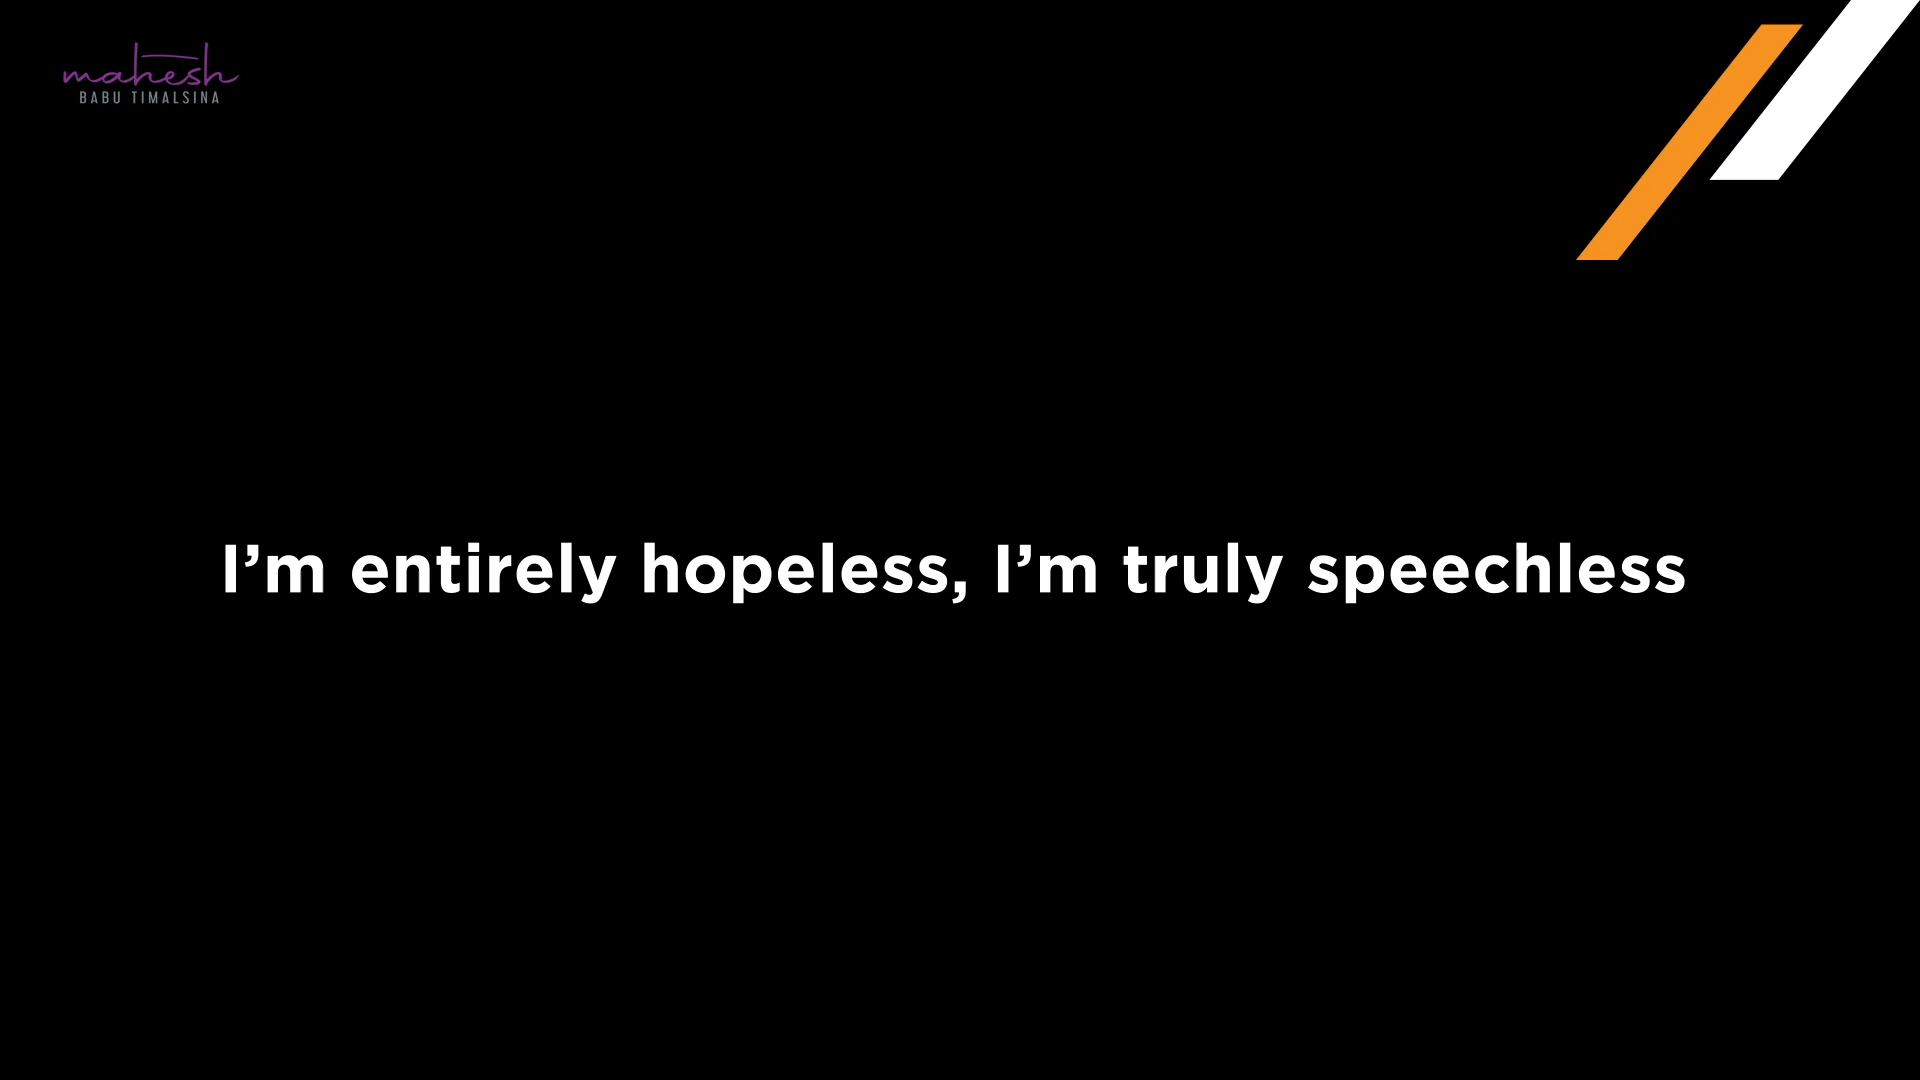 mahesh
BABU TIMALSINA
I’m entirely hopeless, I’m truly speechless